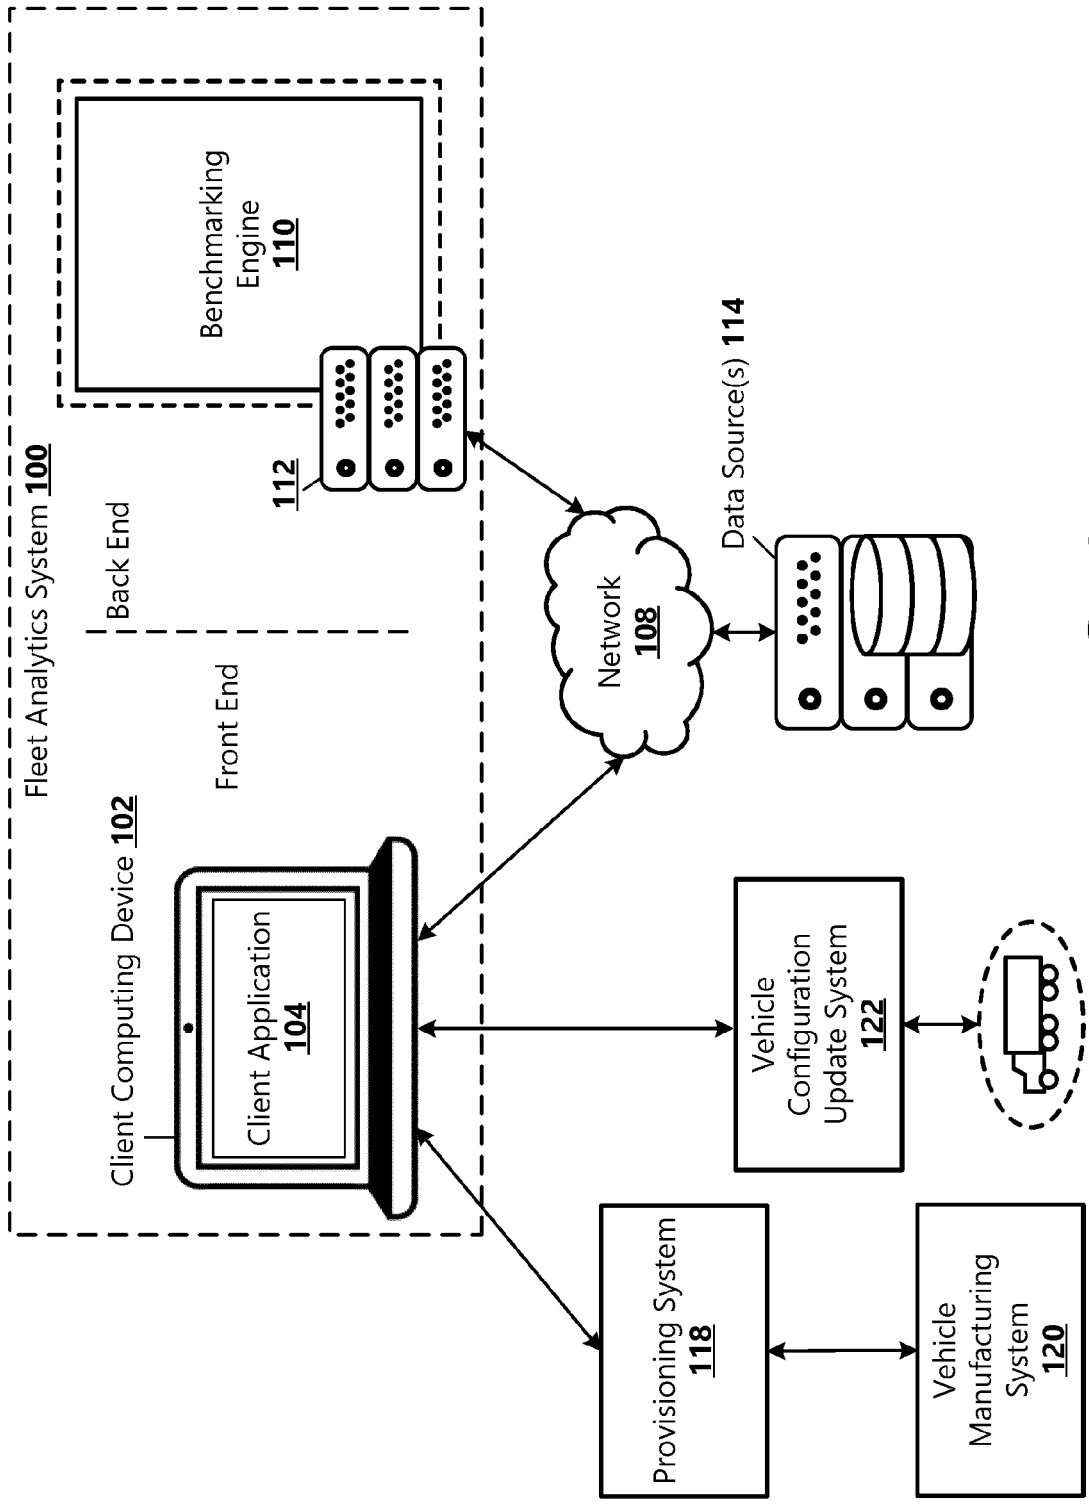 Fleet Analytics System 100
Client Computing Device 102
Front End
Back End
Client Application
104
Benchmarking
Engine
110
112
Network
108
Data Source(s) 114
Provisioning System
118
Vehicle
Configuration
Update System
122
Vehicle
Manufacturing
System
120